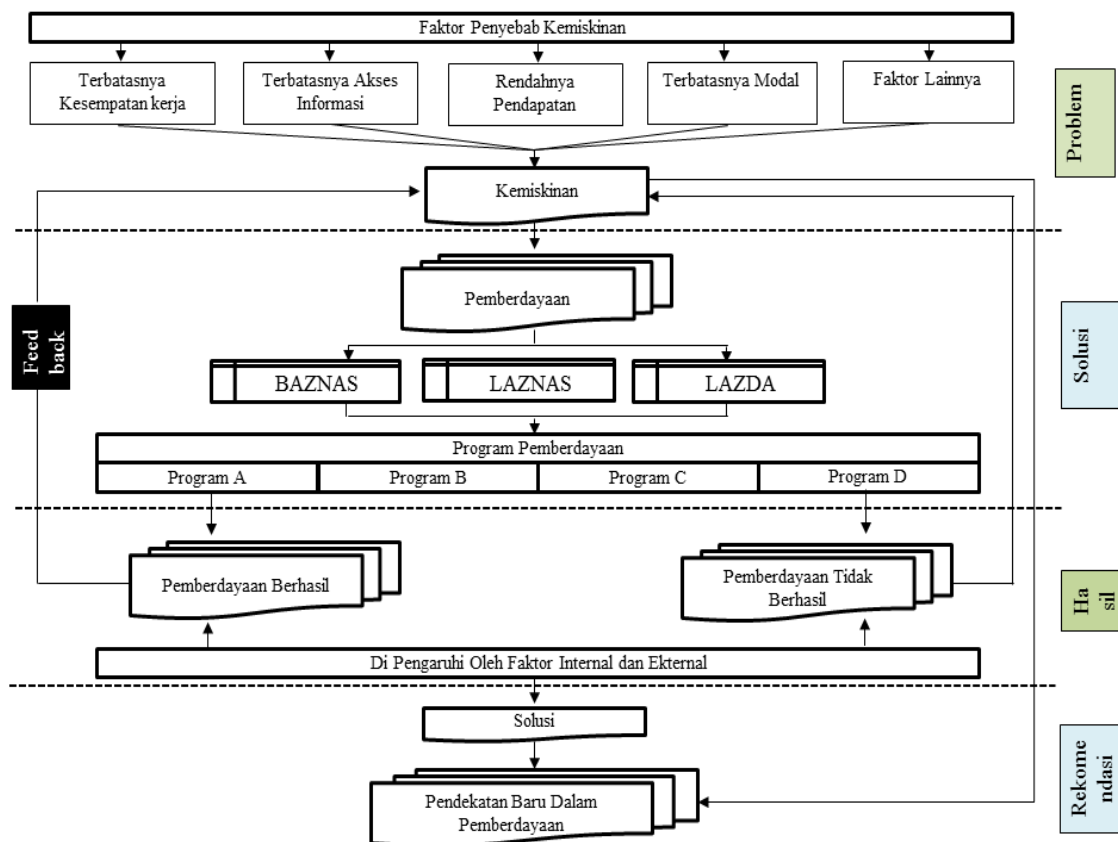 Faktor Penyebab Kemiskinan
Terbatasnya
Kesempatan kerja
Terbatasnya Akses
Informasi
Rendahnya
Pendapatan
Terbatasnya Modal
Faktor Lainnya
Problem
Kemiskinan
Pemberdayaan
Feed
back
Solusi
BAZNAS
LAZNAS
LAZDA
Program Pemberdayaan
Program A
Program B
Program C
Program D
Pemberdayaan Berhasil
Pemberdayaan Tidak
Berhasil
Ha
sil
Di Pengaruhi Oleh Faktor Internal dan Ekternal
Solusi
Pendekatan Baru Dalam
Pemberdayaan
Rekome
ndasi